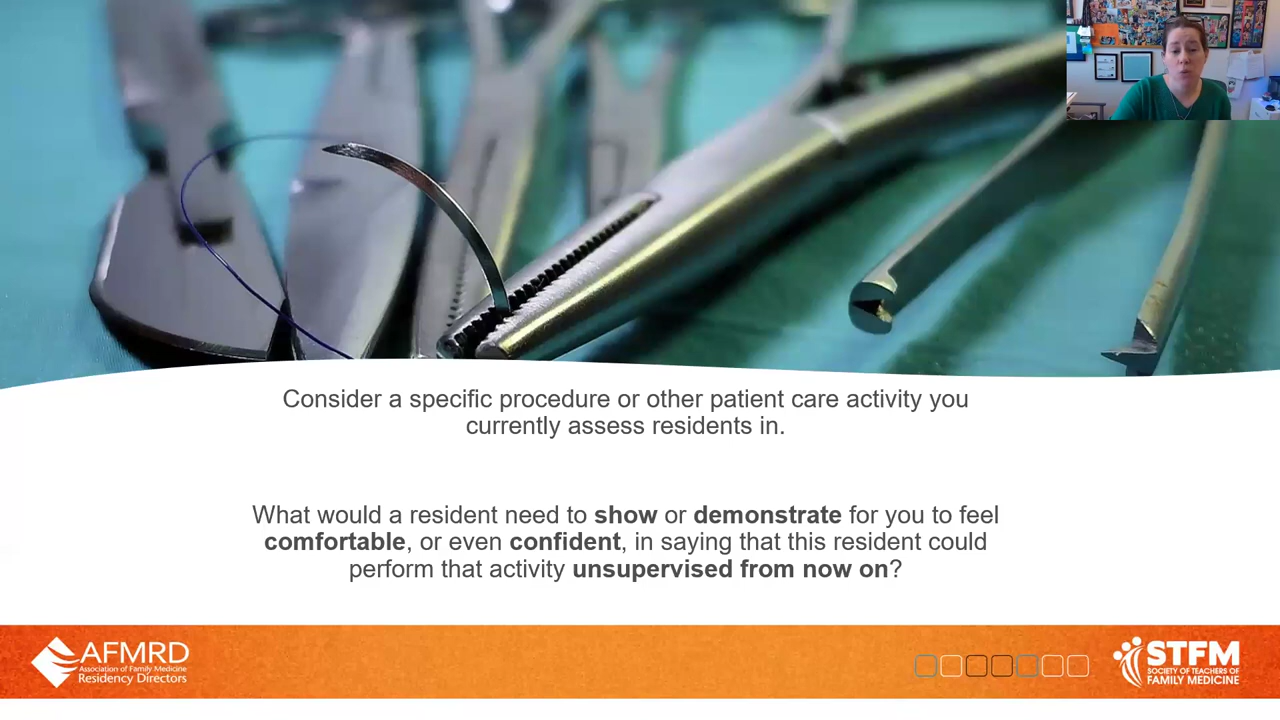 Consider a specific procedure or other patient care activity you
currently assess residents in.
What would a resident need to show or demonstrate for you to feel
comfortable, or even confident, in saying that this resident could
perform that activity unsupervised from now on?
AFMRD
Association of Family Medicine
Residency Directors
STFM
SOCIETY OF TEACHERS OF
FAMILY MEDICINE